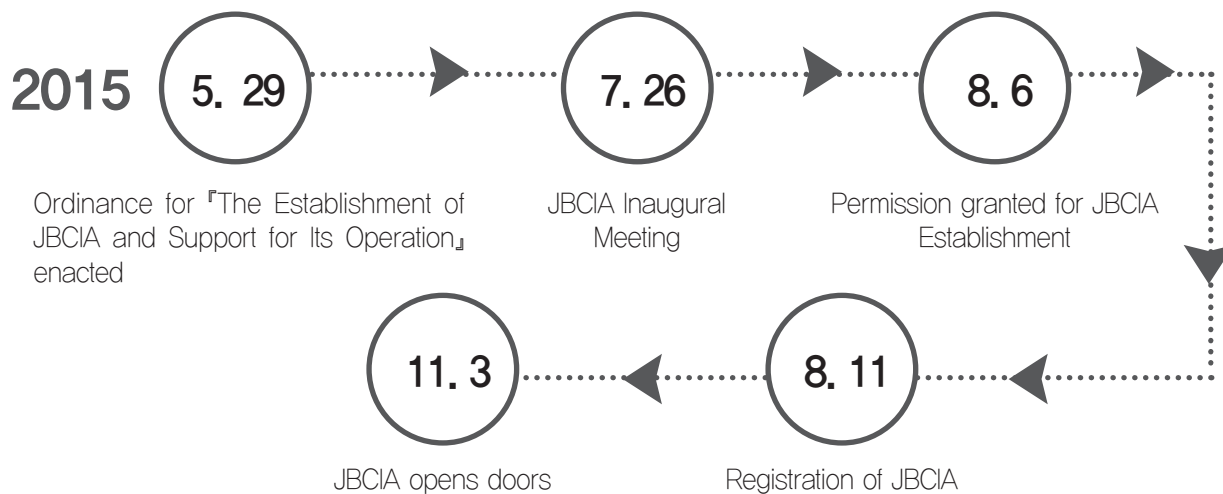 2015
5. 29
7. 26
8. 6
Ordinance for『The Establishment of
JBCIA and Support for Its Operation』
enacted
JBCIA Inaugural
Meeting
Permission granted for JBCIA
Establishment
11. 3
8. 11
JBCIA opens doors
Registration of JBCIA